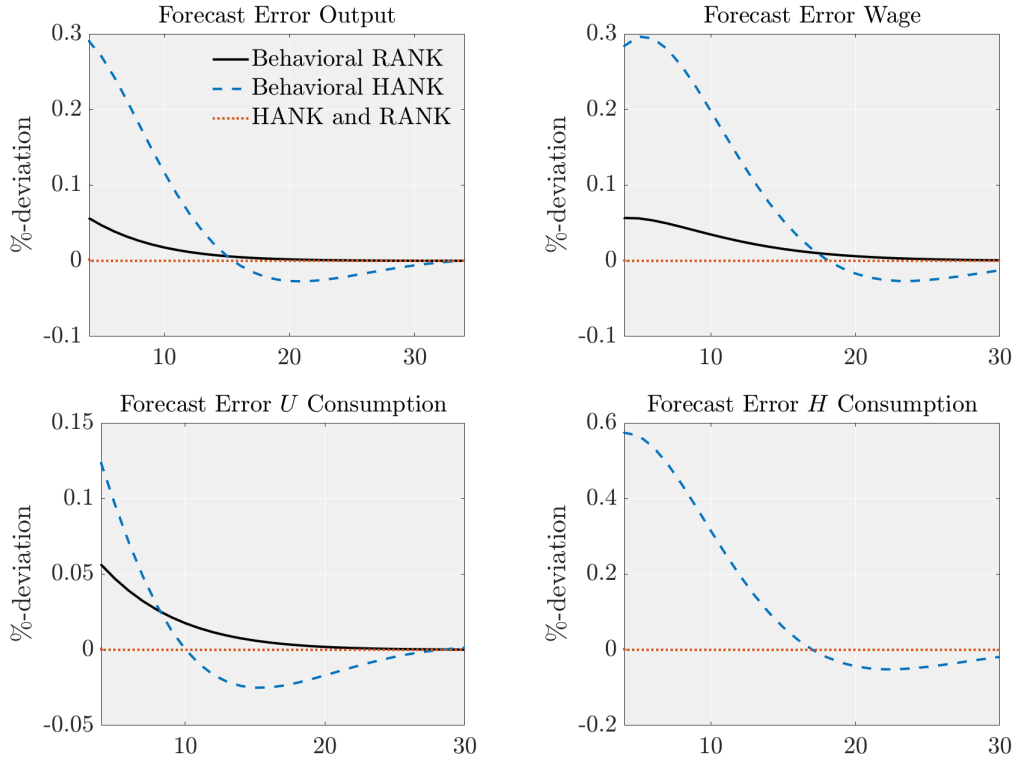 Forecast Error Output
%-deviation
0.3
0.2
0.1
0
-0.1
10
20
30
Behavioral RANK
Behavioral HANK
HANK and RANK
Forecast Error Wage
%-deviation
0.3
0.2
0.1
0
-0.1
10
20
30
Forecast Error U Consumption
%-deviation
0.15
0.1
0.05
0
-0.05
10
20
30
Forecast Error H Consumption
%-deviation
0.6
0.4
0.2
0
-0.2
10
20
30